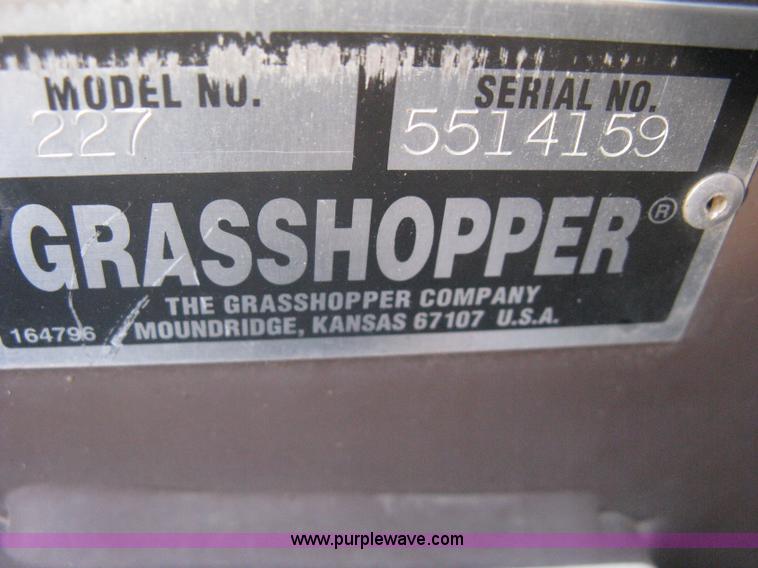 MODEL NO. SERIAL NO.
227 5514159
GRASSHOPPER®
THE GRASSHOPPER COMPANY
164796 MOUNDRIDGE, KANSAS 67107 U.S.A.
www.purplewave.com